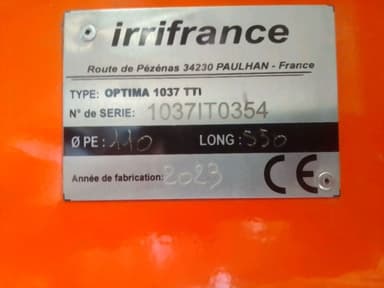 irrifrance
Route de Pézénas 34230 PAULHAN - France
TYPE: OPTIMA 1037 TTI
N° de SERIE: 1037IT0354
Ø PE: 110 LONG: 550
Année de fabrication: 2023 CE